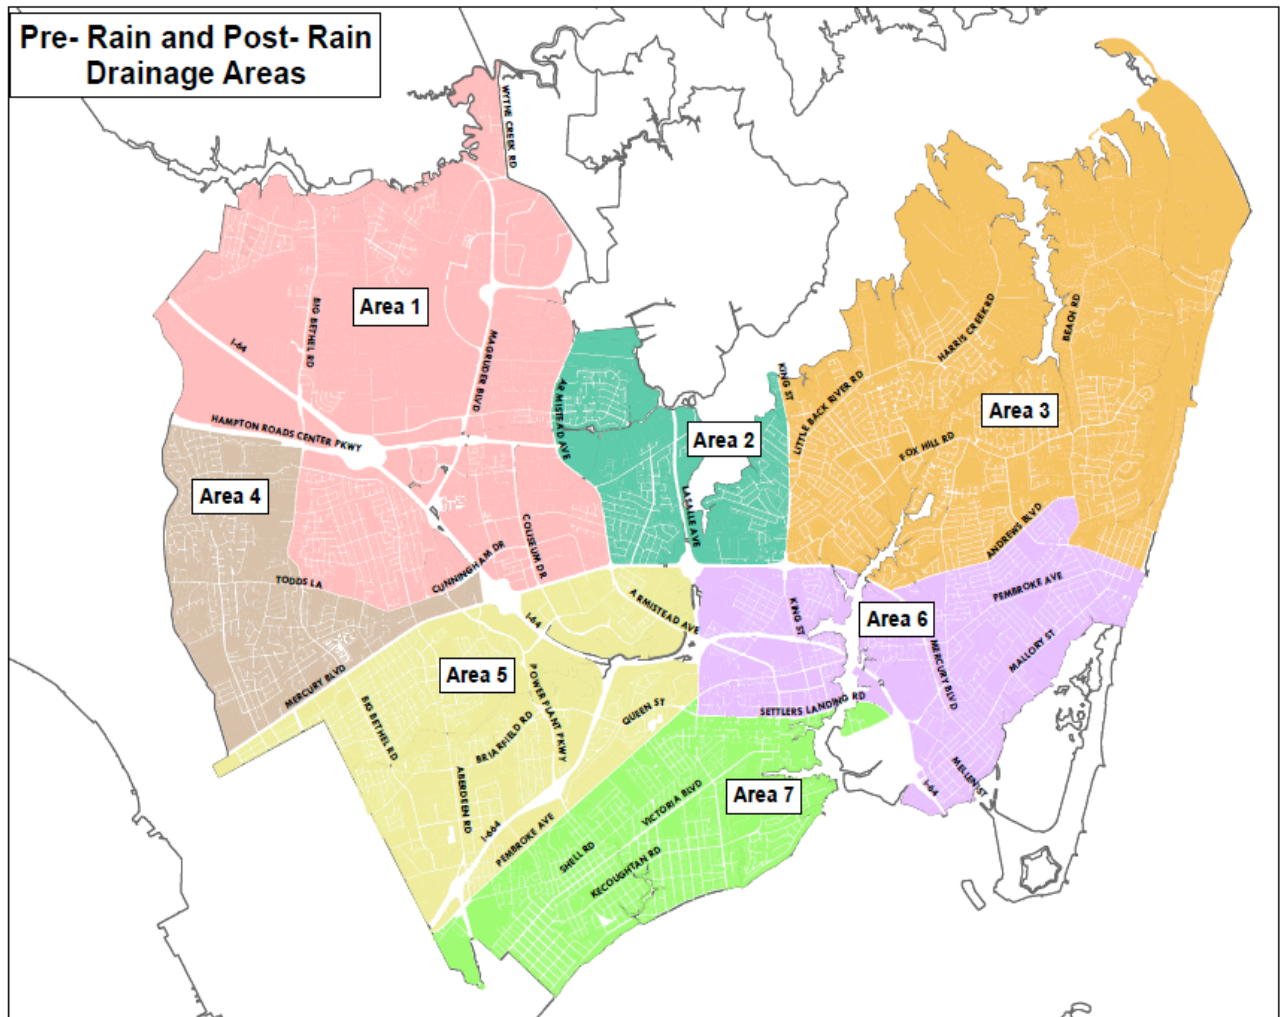 Pre- Rain and Post- Rain
Drainage Areas
WYTHE CREEK RD
Area 1
I-64
BIG BETHEL RD
MAGRUDER BLVD
HAMPTON ROADS CENTER PKWY
ARMISTEAD AVE
KING ST
LITTLE BACK RIVER RD
HARRIS CREEK RD
BEACH RD
Area 2
Area 3
FOX HILL RD
Area 4
LASALLE AVE
COLISEUM DR
CUNNINGHAM DR
TODDS LA
ANDREWS BLVD
PEMBROKE AVE
ARMISTEAD AVE
KING ST
Area 6
I-64
MALLORY ST
MERCURY BLVD
Area 5
MERCURY BLVD
POWER PLANT PKWY
QUEEN ST
SETTLERS LANDING RD
BIG BETHEL RD
BRIARFIELD RD
ABERDEEN RD
I-664
PEMBROKE AVE
VICTORIA BLVD
Area 7
I-64
MELLEN ST
SHELL RD
KECOUGHTAN RD